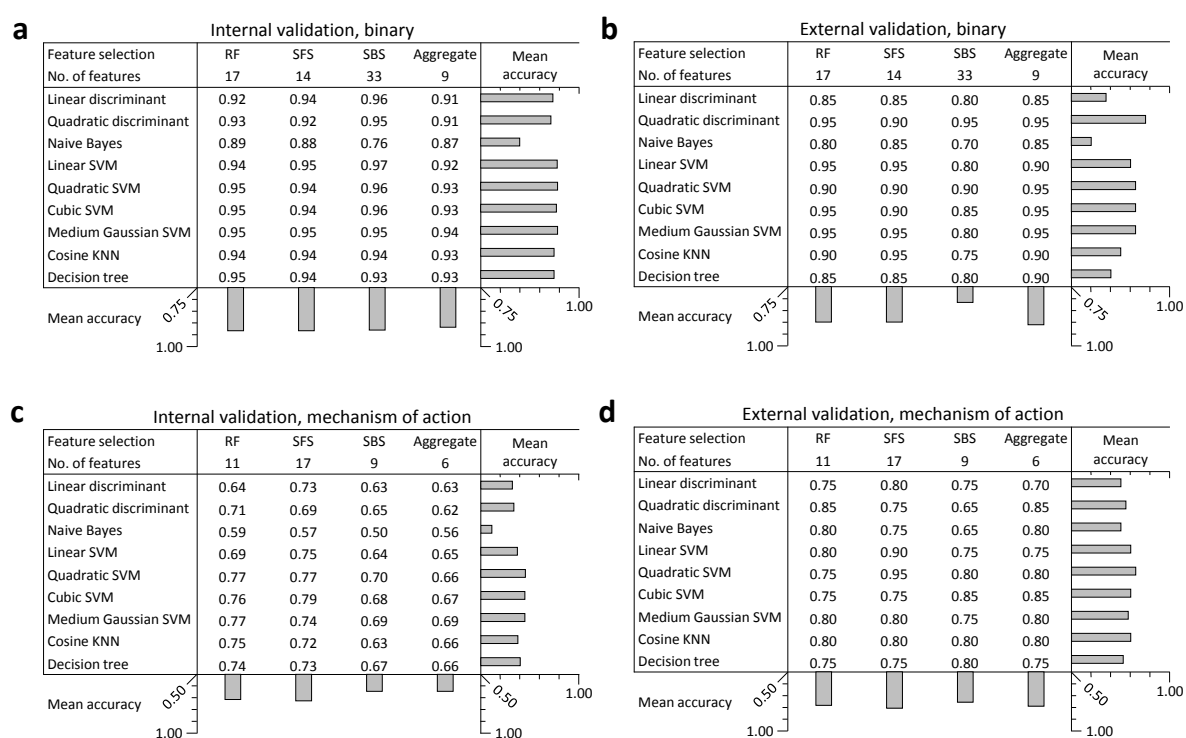 a
Internal validation, binary
Feature selection RF SFS SBS Aggregate Mean accuracy
No. of features 17 14 33 9
Linear discriminant 0.92 0.94 0.96 0.91
Quadratic discriminant 0.93 0.92 0.95 0.91
Naive Bayes 0.89 0.88 0.76 0.87
Linear SVM 0.94 0.95 0.97 0.92
Quadratic SVM 0.95 0.94 0.96 0.93
Cubic SVM 0.95 0.94 0.96 0.93
Medium Gaussian SVM 0.95 0.95 0.95 0.94
Cosine KNN 0.94 0.94 0.94 0.93
Decision tree 0.95 0.94 0.93 0.93
Mean accuracy 0.75 0.75 1.00
1.00
b
External validation, binary
Feature selection RF SFS SBS Aggregate Mean accuracy
No. of features 17 14 33 9
Linear discriminant 0.85 0.85 0.80 0.85
Quadratic discriminant 0.95 0.90 0.95 0.95
Naive Bayes 0.80 0.85 0.70 0.85
Linear SVM 0.95 0.95 0.80 0.90
Quadratic SVM 0.90 0.90 0.90 0.95
Cubic SVM 0.95 0.90 0.85 0.95
Medium Gaussian SVM 0.95 0.95 0.80 0.95
Cosine KNN 0.90 0.95 0.75 0.90
Decision tree 0.85 0.85 0.80 0.90
Mean accuracy 0.75 0.75 1.00
1.00
c
Internal validation, mechanism of action
Feature selection RF SFS SBS Aggregate Mean accuracy
No. of features 11 17 9 6
Linear discriminant 0.64 0.73 0.63 0.63
Quadratic discriminant 0.71 0.69 0.65 0.62
Naive Bayes 0.59 0.57 0.50 0.56
Linear SVM 0.69 0.75 0.64 0.65
Quadratic SVM 0.77 0.77 0.70 0.66
Cubic SVM 0.76 0.79 0.68 0.67
Medium Gaussian SVM 0.77 0.74 0.69 0.69
Cosine KNN 0.75 0.72 0.63 0.66
Decision tree 0.74 0.73 0.67 0.66
Mean accuracy 0.50 0.50 1.00
1.00
d
External validation, mechanism of action
Feature selection RF SFS SBS Aggregate Mean accuracy
No. of features 11 17 9 6
Linear discriminant 0.75 0.80 0.75 0.70
Quadratic discriminant 0.85 0.75 0.65 0.85
Naive Bayes 0.80 0.75 0.65 0.80
Linear SVM 0.80 0.90 0.75 0.75
Quadratic SVM 0.75 0.95 0.80 0.80
Cubic SVM 0.75 0.75 0.85 0.85
Medium Gaussian SVM 0.80 0.80 0.75 0.80
Cosine KNN 0.80 0.80 0.80 0.80
Decision tree 0.75 0.75 0.80 0.75
Mean accuracy 0.50 0.50 1.00
1.00